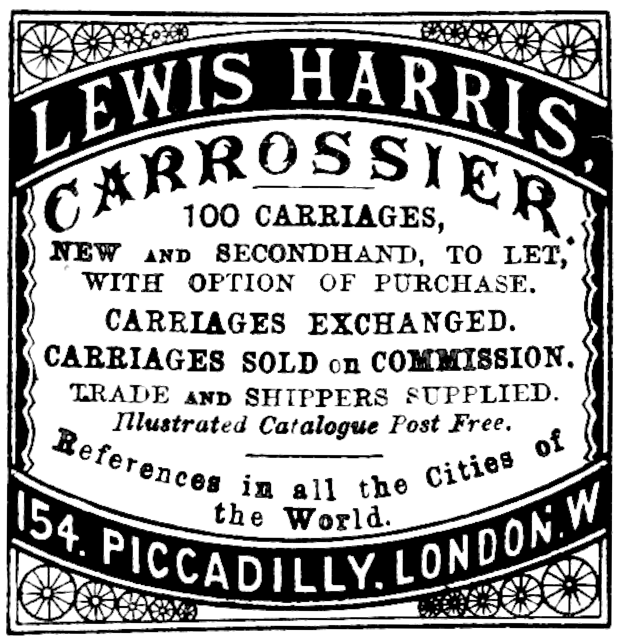 LEWIS HARRIS,
CARROSSIER.
100 CARRIAGES,
NEW AND SECONDHAND, TO LET,
WITH OPTION OF PURCHASE.
CARRIAGES EXCHANGED.
CARRIAGES SOLD on COMMISSION.
TRADE AND SHIPPERS SUPPLIED.
Illustrated Catalogue Post Free.
References in all the Cities of
the World.
154. PICCADILLY. LONDON. W